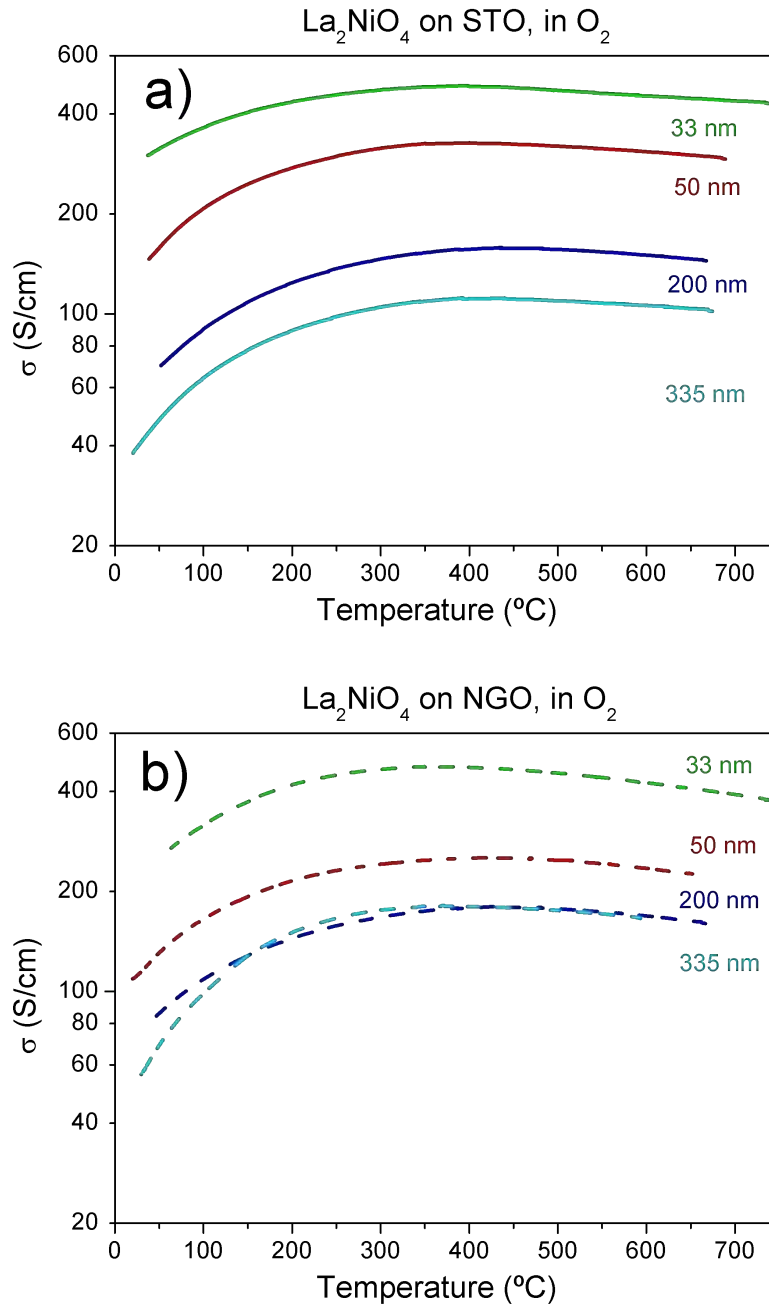 La₂NiO₄ on STO, in O₂
a)
600
400
200
100
80
60
40
20
σ (S/cm)
33 nm
50 nm
200 nm
335 nm
0 100 200 300 400 500 600 700
Temperature (ºC)
La₂NiO₄ on NGO, in O₂
b)
600
400
200
100
80
60
40
20
σ (S/cm)
33 nm
50 nm
200 nm
335 nm
0 100 200 300 400 500 600 700
Temperature (ºC)